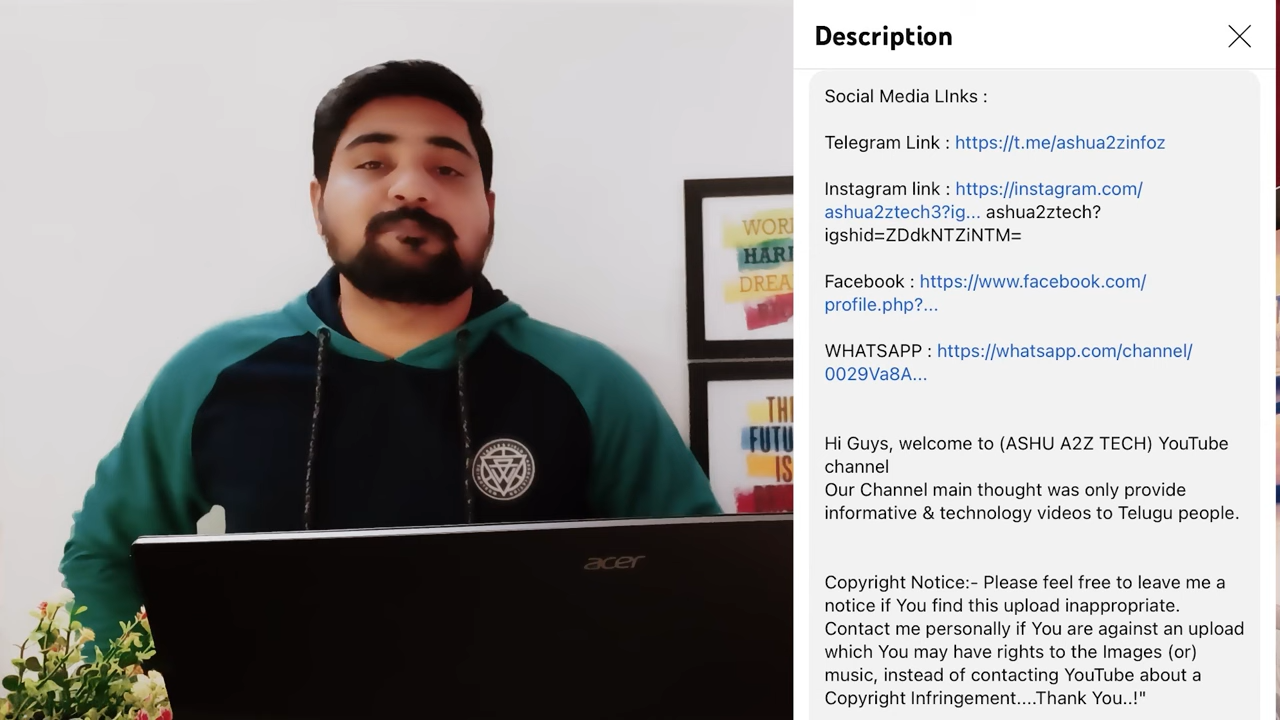 Description
Social Media LInks :
Telegram Link : https://t.me/ashua2zinfoz
Instagram link : https://instagram.com/
ashua2ztech3?ig... ashua2ztech?
igshid=ZDdkNTZiNTM=
Facebook : https://www.facebook.com/
profile.php?...
WHATSAPP : https://whatsapp.com/channel/
0029Va8A...
Hi Guys, welcome to (ASHU A2Z TECH) YouTube
channel
Our Channel main thought was only provide
informative & technology videos to Telugu people.
Copyright Notice:- Please feel free to leave me a
notice if You find this upload inappropriate.
Contact me personally if You are against an upload
which You may have rights to the Images (or)
music, instead of contacting YouTube about a
Copyright Infringement....Thank You..!"
HARD
IS
acer